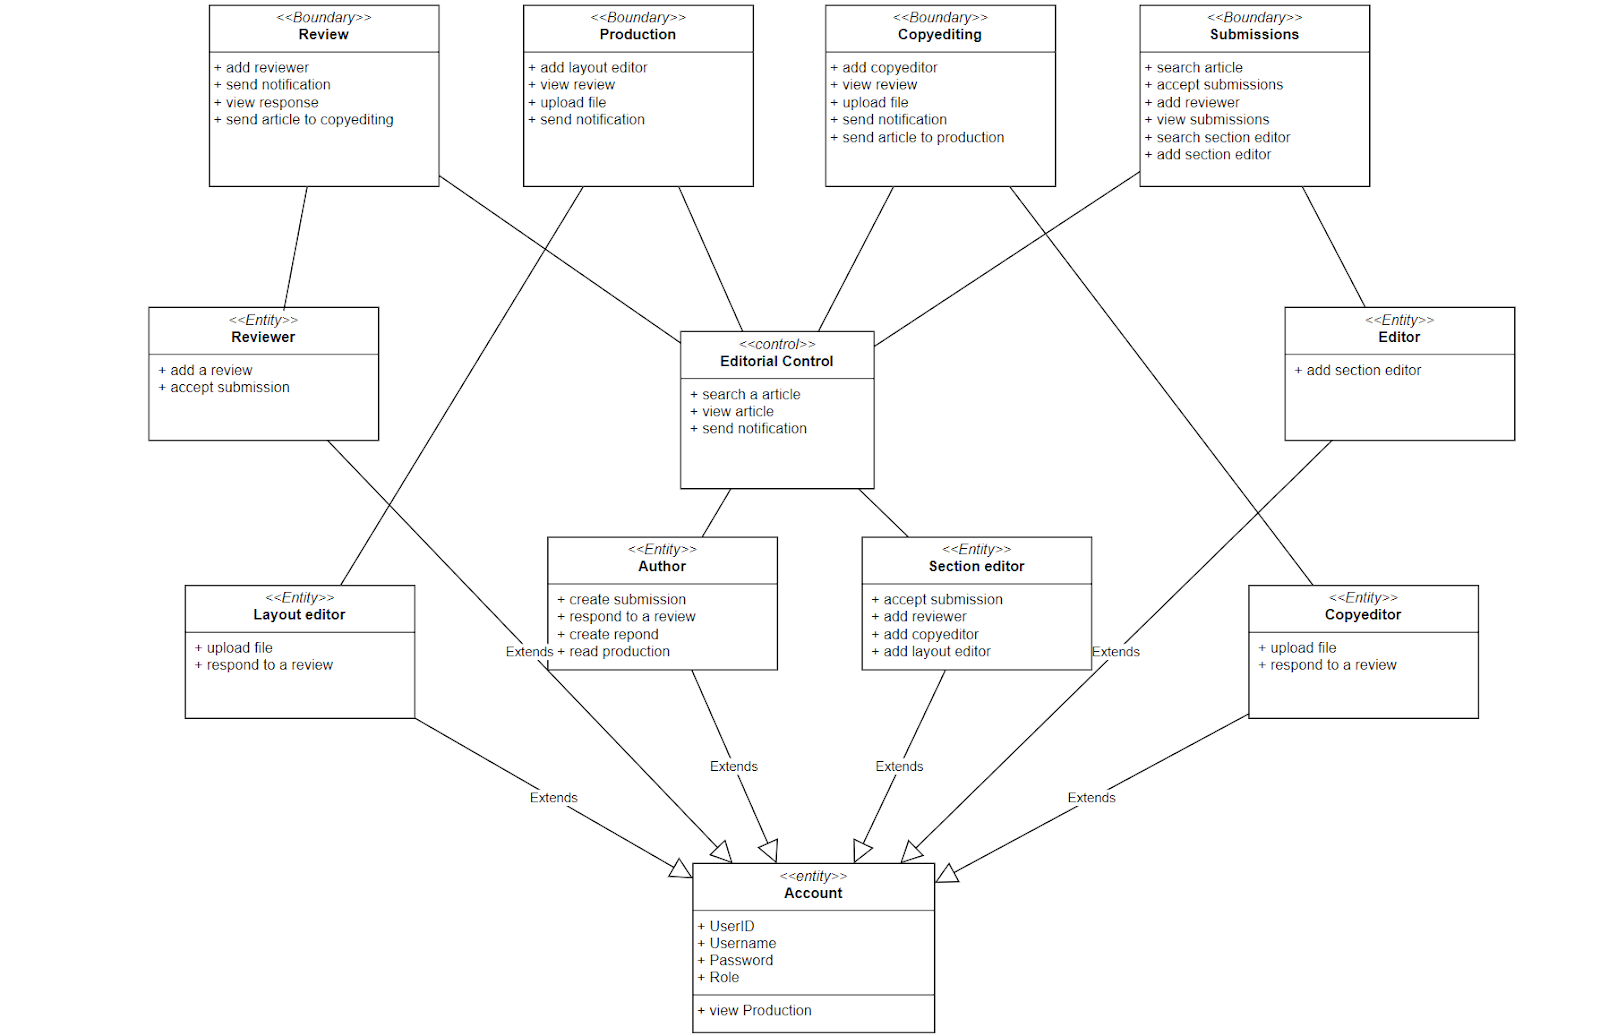 <<Boundary>>
Review
+ add reviewer
+ send notification
+ view response
+ send article to copyediting
<<Boundary>>
Production
+ add layout editor
+ view review
+ upload file
+ send notification
<<Boundary>>
Copyediting
+ add copyeditor
+ view review
+ upload file
+ send notification
+ send article to production
<<Boundary>>
Submissions
+ search article
+ accept submissions
+ add reviewer
+ view submissions
+ search section editor
+ add section editor
<<Entity>>
Reviewer
+ add a review
+ accept submission
<<control>>
Editorial Control
+ search a article
+ view article
+ send notification
<<Entity>>
Editor
+ add section editor
<<Entity>>
Layout editor
+ upload file
+ respond to a review
<<Entity>>
Author
+ create submission
+ respond to a review
+ create repond
+ read production
<<Entity>>
Section editor
+ accept submission
+ add reviewer
+ add copyeditor
+ add layout editor
<<Entity>>
Copyeditor
+ upload file
+ respond to a review
Extends
Extends
Extends
Extends
Extends
Extends
<<entity>>
Account
+ UserID
+ Username
+ Password
+ Role
+ view Production